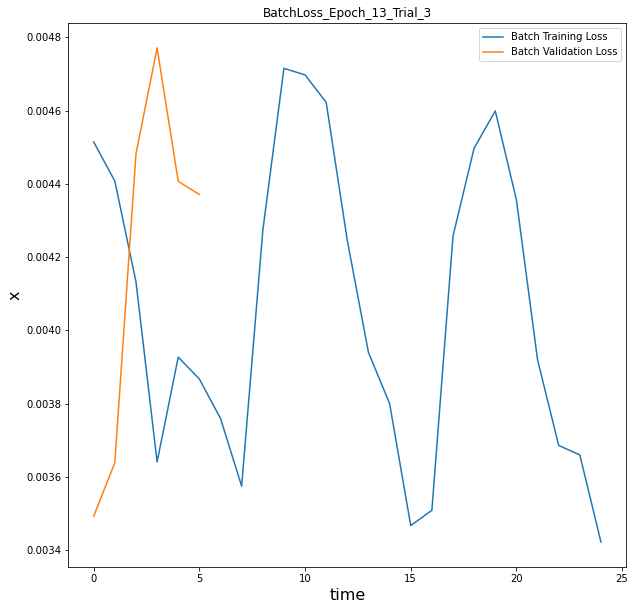 BatchLoss_Epoch_13_Trial_3
Batch Training Loss
Batch Validation Loss
0.0048
0.0046
0.0044
0.0042
0.0040
0.0038
0.0036
0.0034
x
0 5 10 15 20 25
time